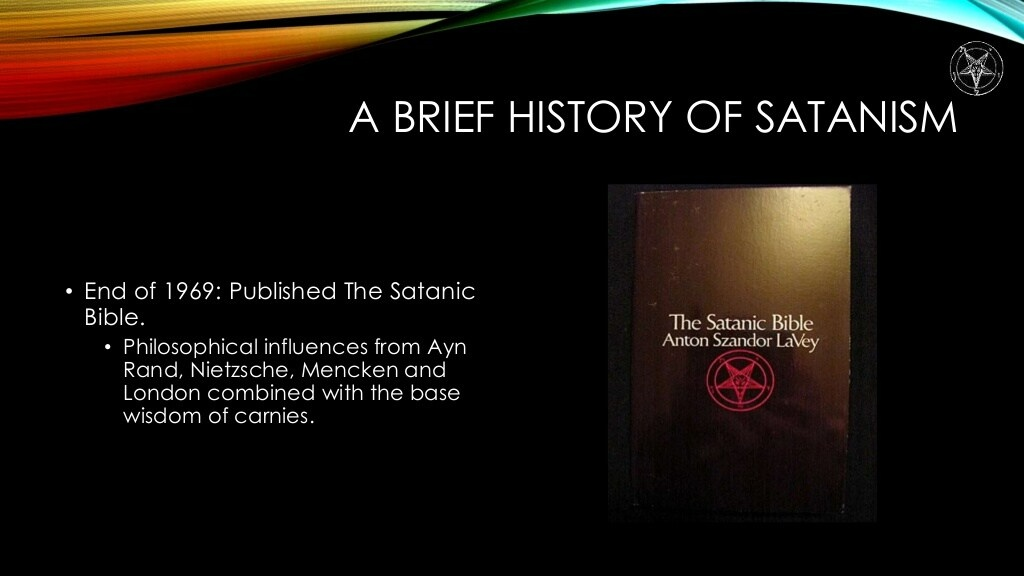 A BRIEF HISTORY OF SATANISM
• End of 1969: Published The Satanic
Bible.
• Philosophical influences from Ayn
Rand, Nietzsche, Mencken and
London combined with the base
wisdom of carnies.
The Satanic Bible
Anton Szandor LaVey